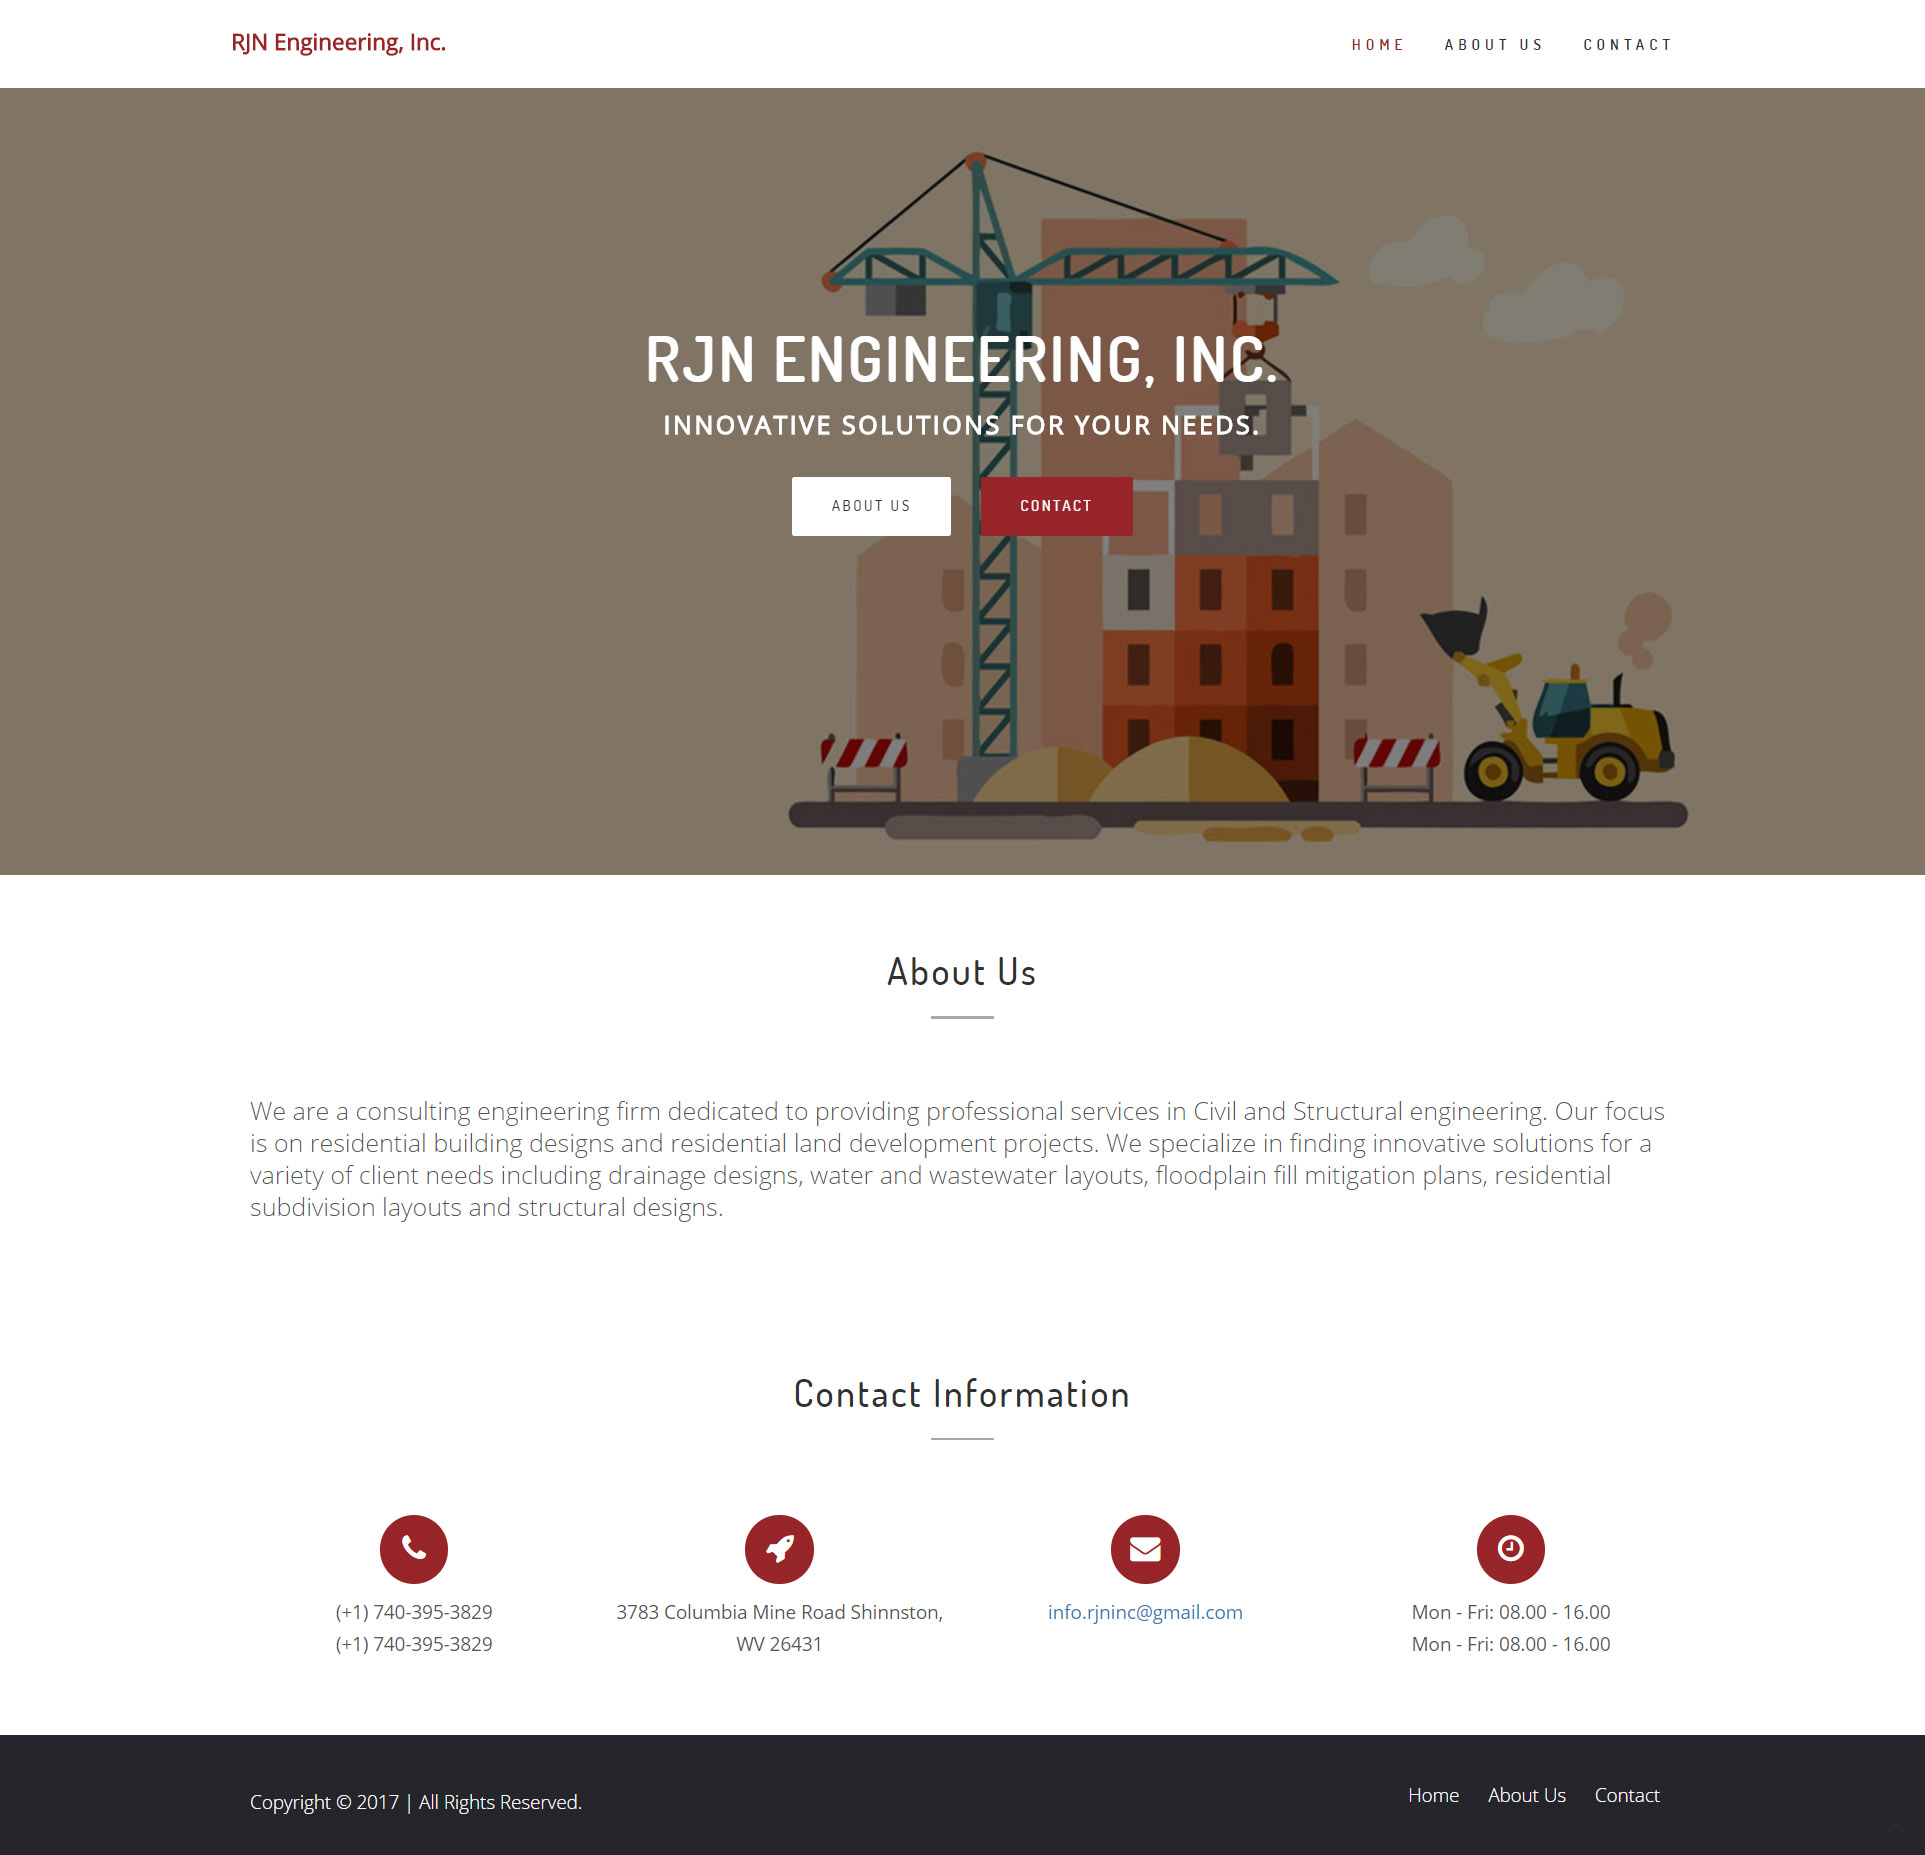 RJN Engineering, Inc.
HOME ABOUT US CONTACT
RJN ENGINEERING, INC.
INNOVATIVE SOLUTIONS FOR YOUR NEEDS.
ABOUT US CONTACT
About Us
We are a consulting engineering firm dedicated to providing professional services in Civil and Structural engineering. Our focus
is on residential building designs and residential land development projects. We specialize in finding innovative solutions for a
variety of client needs including drainage designs, water and wastewater layouts, floodplain fill mitigation plans, residential
subdivision layouts and structural designs.
Contact Information
(+1) 740-395-3829
(+1) 740-395-3829
3783 Columbia Mine Road Shinnston,
WV 26431
info.rjninc@gmail.com
Mon - Fri: 08.00 - 16.00
Mon - Fri: 08.00 - 16.00
Copyright © 2017 | All Rights Reserved.
Home About Us Contact